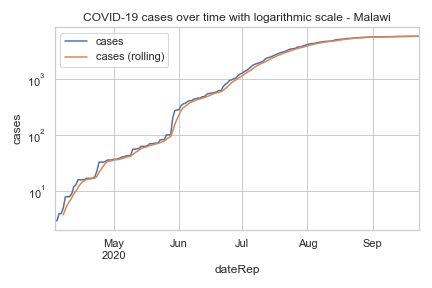 COVID-19 cases over time with logarithmic scale - Malawi
cases
cases (rolling)
cases
10³
10²
10¹
May
2020
Jun
Jul
Aug
Sep
dateRep